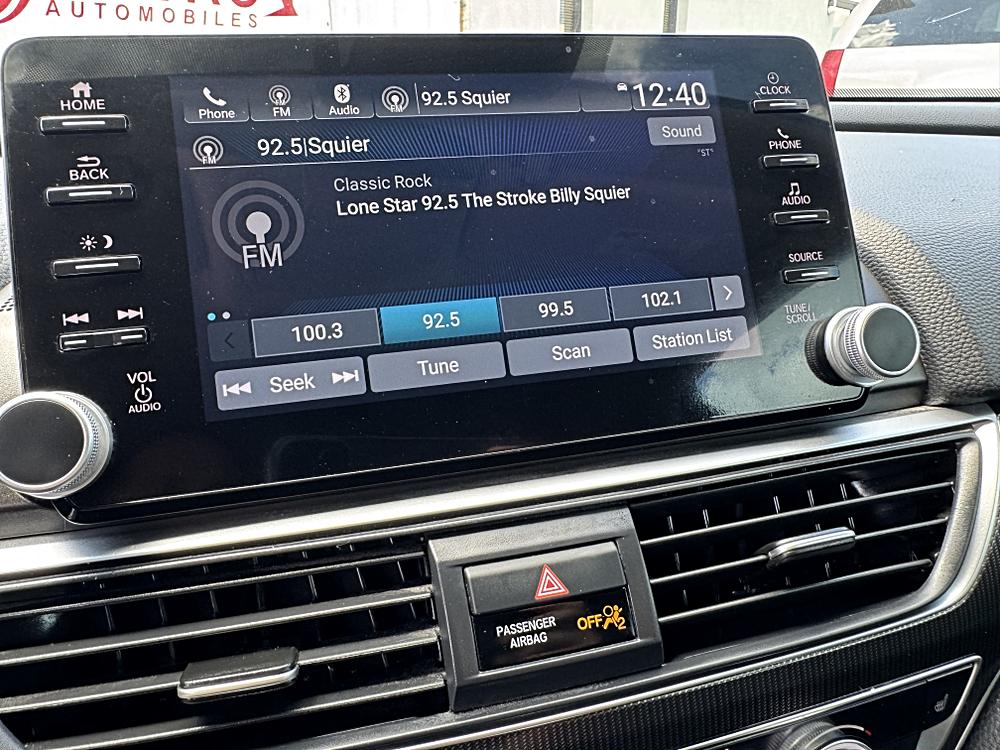 AUTOMOBILES
HOME
BACK
VOL
AUDIO
Phone
FM
Audio
FM
92.5 Squier
12:40
FM
92.5|Squier
Sound
"ST"
Classic Rock
Lone Star 92.5 The Stroke Billy Squier
FM
100.3
92.5
99.5
102.1
Seek
Tune
Scan
Station List
CLOCK
PHONE
AUDIO
SOURCE
TUNE/
SCROLL
PASSENGER
AIRBAG
OFF
2